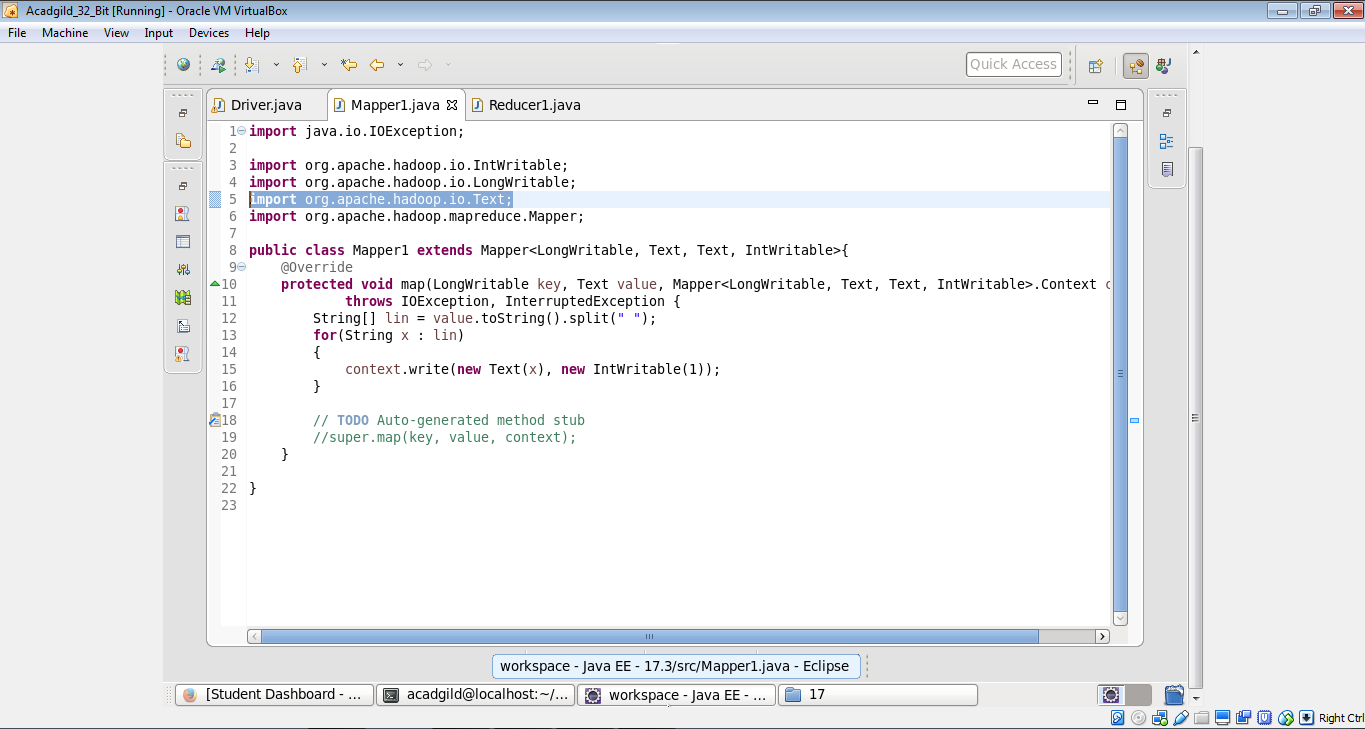 Acadgild_32_Bit [Running] - Oracle VM VirtualBox
File Machine View Input Devices Help
Quick Access
Driver.java Mapper1.java Reducer1.java
1 import java.io.IOException;
2
3 import org.apache.hadoop.io.IntWritable;
4 import org.apache.hadoop.io.LongWritable;
5 import org.apache.hadoop.io.Text;
6 import org.apache.hadoop.mapreduce.Mapper;
7
8 public class Mapper1 extends Mapper<LongWritable, Text, Text, IntWritable>{
9 @Override
10 protected void map(LongWritable key, Text value, Mapper<LongWritable, Text, Text, IntWritable>.Context
11 throws IOException, InterruptedException {
12 String[] lin = value.toString().split(" ");
13 for(String x : lin)
14 {
15 context.write(new Text(x), new IntWritable(1));
16 }
17
18 // TODO Auto-generated method stub
19 //super.map(key, value, context);
20 }
21
22 }
23
workspace - Java EE - 17.3/src/Mapper1.java - Eclipse
[Student Dashboard - ... acadgild@localhost:~/... workspace - Java EE - ... 17
Right Ctrl